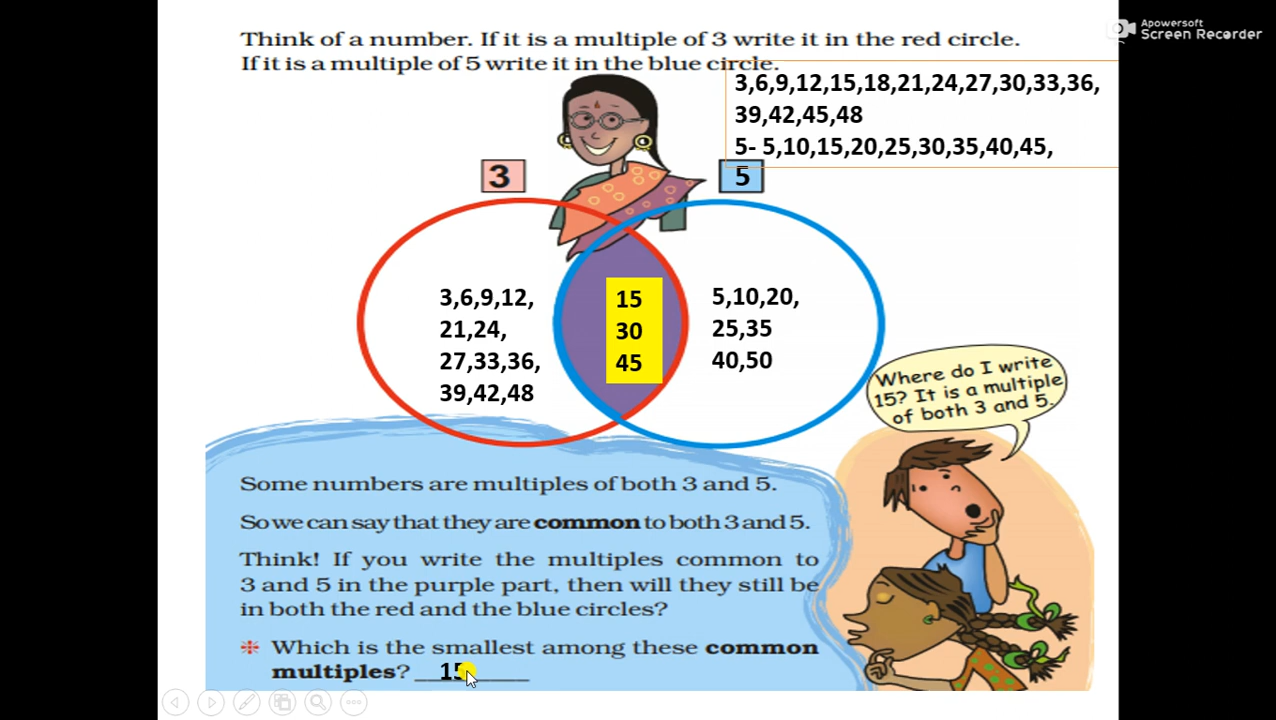 Think of a number. If it is a multiple of 3 write it in the red circle.
If it is a multiple of 5 write it in the blue circle.
Apowersoft
Screen Recorder
3,6,9,12,15,18,21,24,27,30,33,36,
39,42,45,48
5- 5,10,15,20,25,30,35,40,45,
3
5
3,6,9,12,
21,24,
27,33,36,
39,42,48
15
30
45
5,10,20,
25,35
40,50
Where do I write
15? It is a multiple
of both 3 and 5.
Some numbers are multiples of both 3 and 5.
So we can say that they are common to both 3 and 5.
Think! If you write the multiples common to
3 and 5 in the purple part, then will they still be
in both the red and the blue circles?
❉ Which is the smallest among these common
multiples? __15______